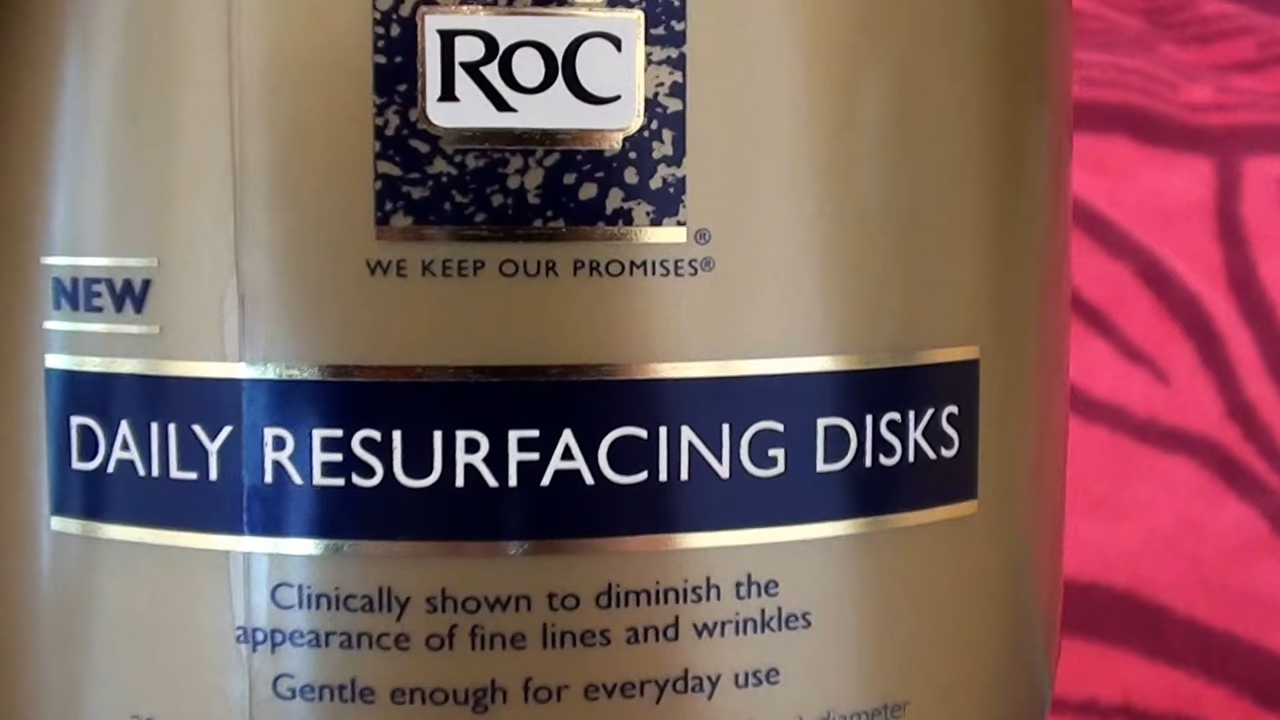 RoC
®
WE KEEP OUR PROMISES®
NEW
DAILY RESURFACING DISKS
Clinically shown to diminish the
appearance of fine lines and wrinkles
Gentle enough for everyday use
diameter